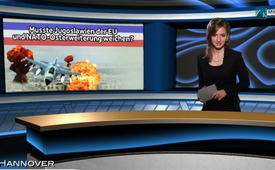 Musste Jugoslawien der EU
und NATO-Osterweiterung weichen?
HANNOVER